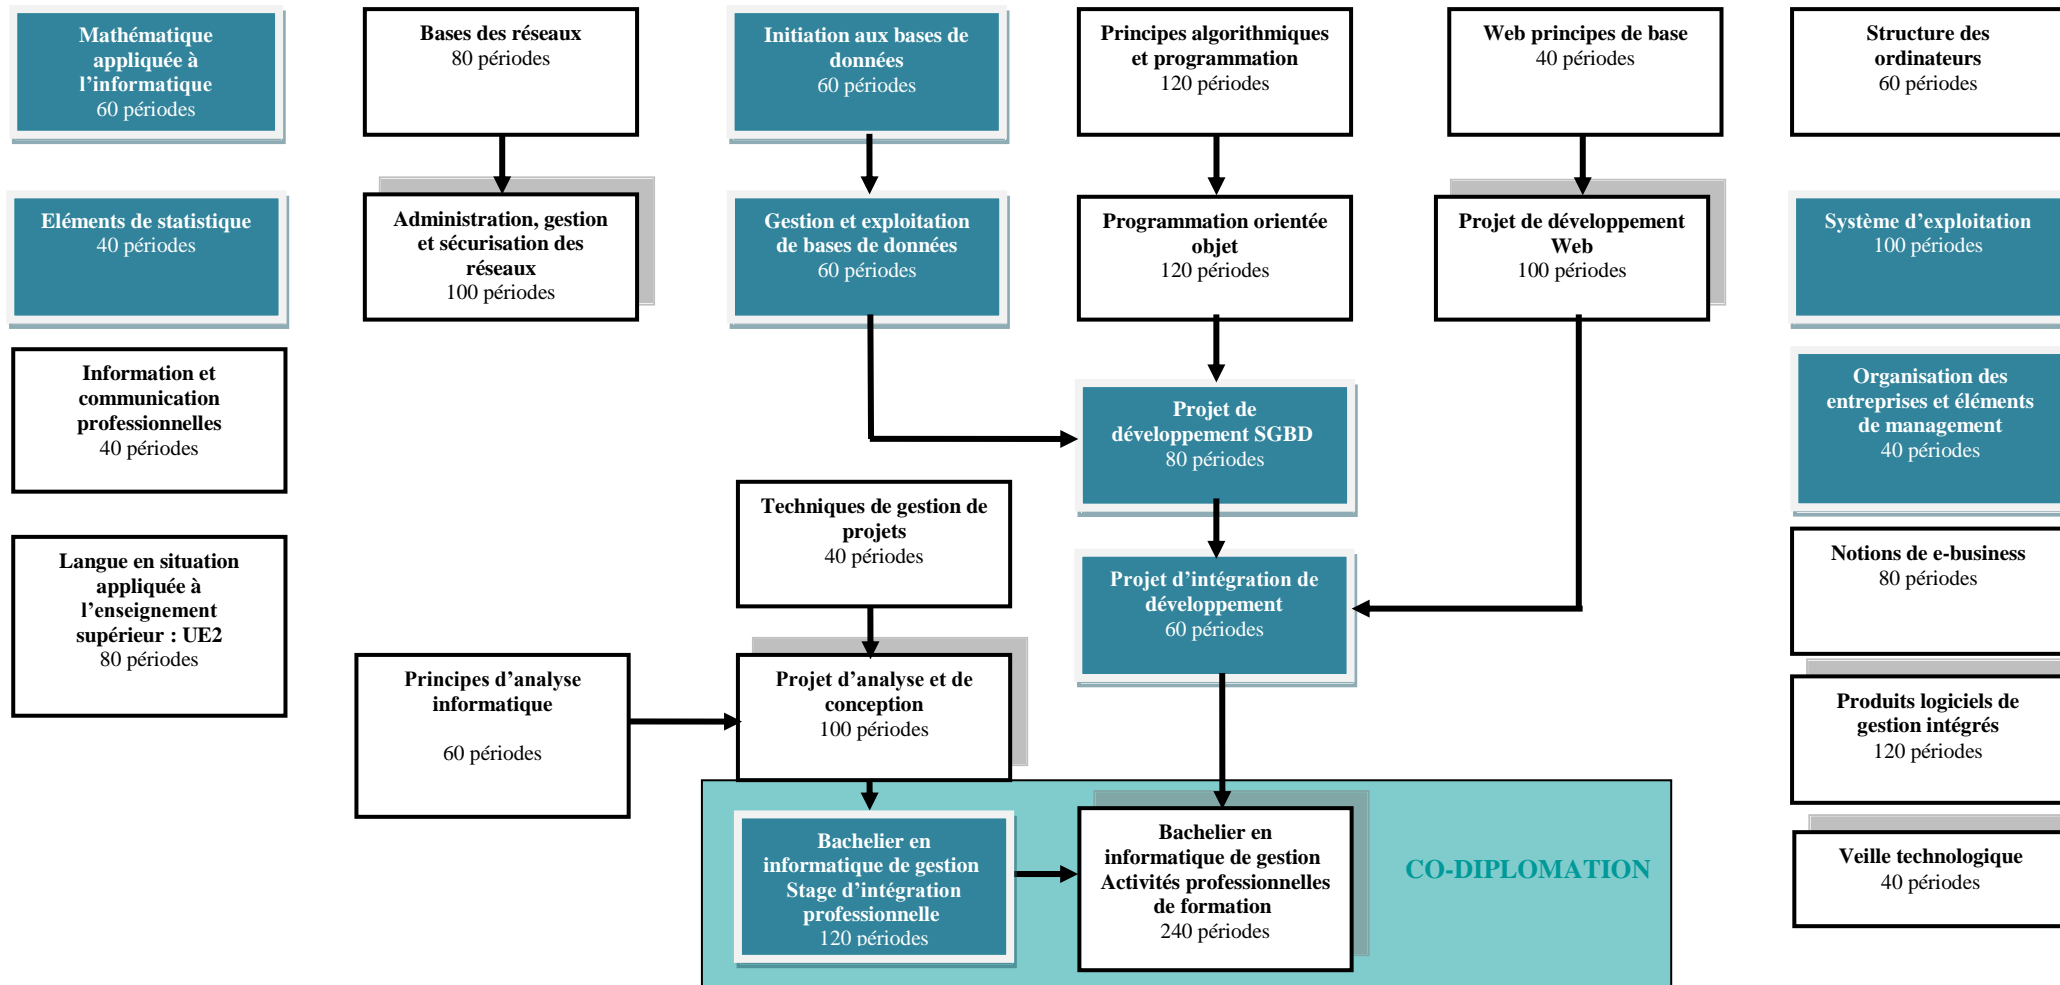 Mathématique
appliquée à
l'informatique
60 périodes
Bases des réseaux
80 périodes
Initiation aux bases de
données
60 périodes
Principes algorithmiques
et programmation
120 périodes
Web principes de base
40 périodes
Structure des
ordinateurs
60 périodes
Eléments de statistique
40 périodes
Administration, gestion
et sécurisation des
réseaux
100 périodes
Gestion et exploitation
de bases de données
60 périodes
Programmation orientée
objet
120 périodes
Projet de développement
Web
100 périodes
Système d'exploitation
100 périodes
Information et
communication
professionnelles
40 périodes
Projet de
développement SGBD
80 périodes
Organisation des
entreprises et éléments
de management
40 périodes
Techniques de gestion de
projets
40 périodes
Langue en situation
appliquée à
l'enseignement
supérieur : UE2
80 périodes
Projet d'intégration de
développement
60 périodes
Notions de e-business
80 périodes
Principes d'analyse
informatique
60 périodes
Projet d'analyse et de
conception
100 périodes
Produits logiciels de
gestion intégrés
120 périodes
Bachelier en
informatique de gestion
Stage d'intégration
professionnelle
120 périodes
Bachelier en
informatique de gestion
Activités professionnelles
de formation
240 périodes
CO-DIPLOMATION
Veille technologique
40 périodes